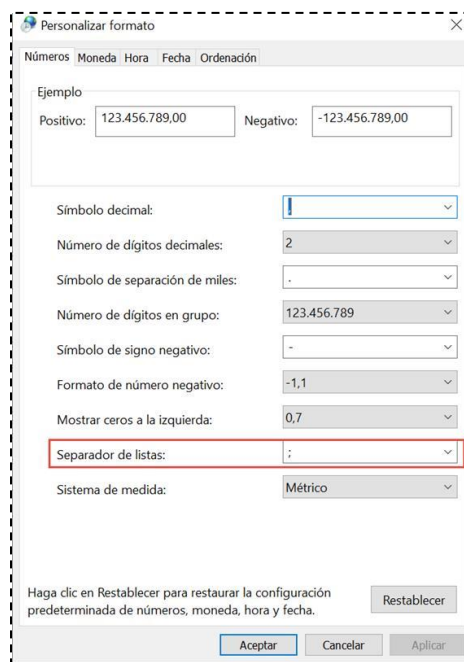 Personalizar formato
Números Moneda Hora Fecha Ordenación
Ejemplo
Positivo: 123.456.789,00 Negativo: -123.456.789,00
Símbolo decimal: ,
Número de dígitos decimales: 2
Símbolo de separación de miles: .
Número de dígitos en grupo: 123.456.789
Símbolo de signo negativo: -
Formato de número negativo: -1,1
Mostrar ceros a la izquierda: 0,7
Separador de listas: ;
Sistema de medida: Métrico
Haga clic en Restablecer para restaurar la configuración
predeterminada de números, moneda, hora y fecha.
Restablecer
Aceptar Cancelar Aplicar